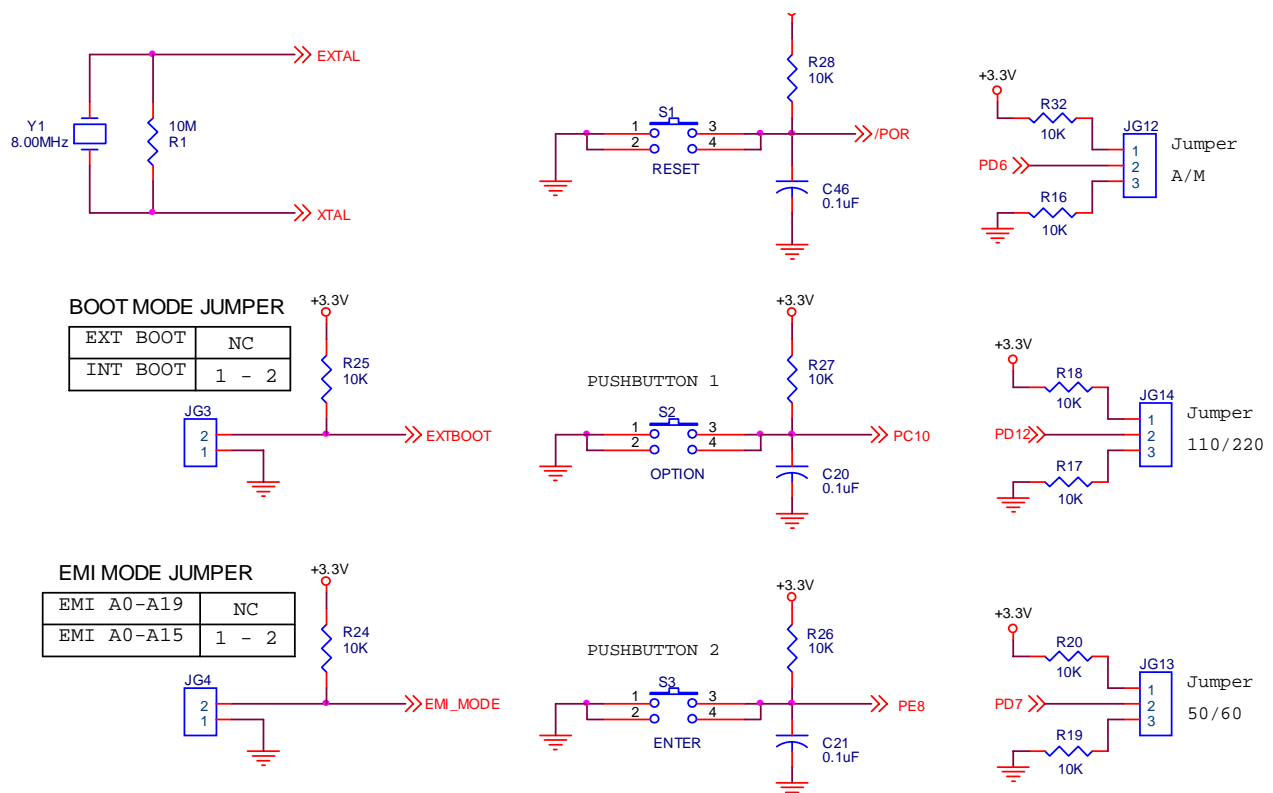 EXTAL
Y1
8.00MHz
10M
R1
XTAL
R28
10K
S1
1
2
3
4
RESET
/POR
C46
0.1uF
+3.3V
R32
10K
JG12
1
2
3
PD6
R16
10K
Jumper
A/M
BOOT MODE JUMPER
EXT BOOT NC
INT BOOT 1 - 2
+3.3V
R25
10K
JG3
2
1
EXTBOOT
PUSHBUTTON 1
+3.3V
R27
10K
S2
1
2
3
4
OPTION
PC10
C20
0.1uF
+3.3V
R18
10K
JG14
1
2
3
PD12
R17
10K
Jumper
110/220
EMI MODE JUMPER
EMI A0-A19 NC
EMI A0-A15 1 - 2
+3.3V
R24
10K
JG4
2
1
EMI_MODE
PUSHBUTTON 2
+3.3V
R26
10K
S3
1
2
3
4
ENTER
PE8
C21
0.1uF
+3.3V
R20
10K
JG13
1
2
3
PD7
R19
10K
Jumper
50/60